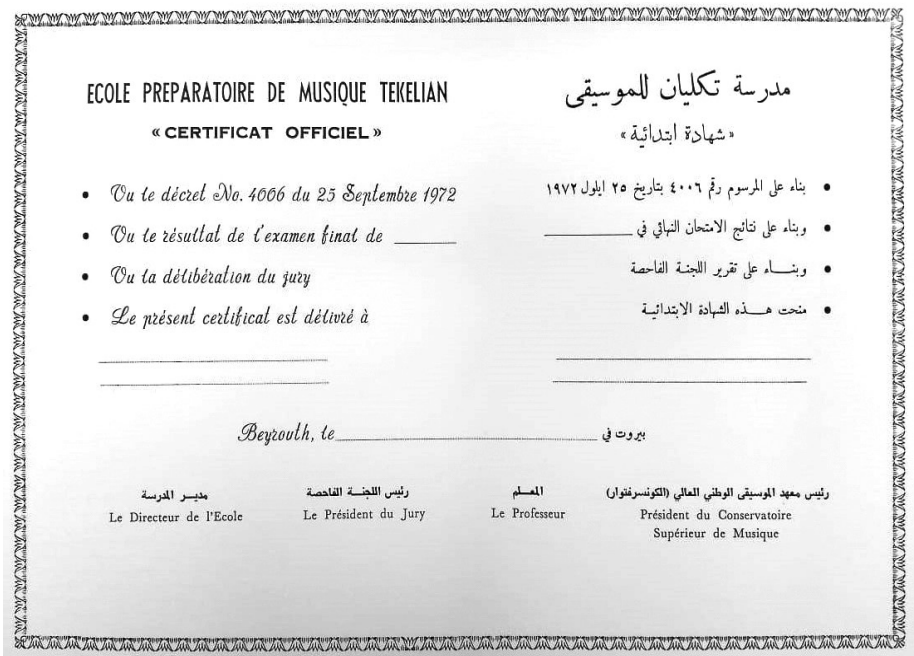 ECOLE PREPARATOIRE DE MUSIQUE TEKELIAN
« CERTIFICAT OFFICIEL »
• Vu le décret No. 4006 du 25 Septembre 1972
• Vu le résultat de l'examen final de
• Vu la délibération du jury
• Le présent certificat est délivré à
مدرسة تكليان للموسيقى
« شهادة ابتدائية »
• بناء على المرسوم رقم ٤٠٠٦ بتاريخ ٢٥ ايلول ١٩٧٢
• وبناء على نتائج الامتحان النهائي في
• وبنـــاء على تقرير اللجنـة الفاحصة
• منحت هـــذه الشهادة الابتدائيـة
Beyrouth, le بيروت في
مديـر المدرسة
Le Directeur de l'Ecole
رئيس اللجنـة الفاحصة
Le Président du Jury
المعـلم
Le Professeur
رئيس معهد الموسيقى الوطني العالي (الكونسرفتوار)
Président du Conservatoire
Supérieur de Musique